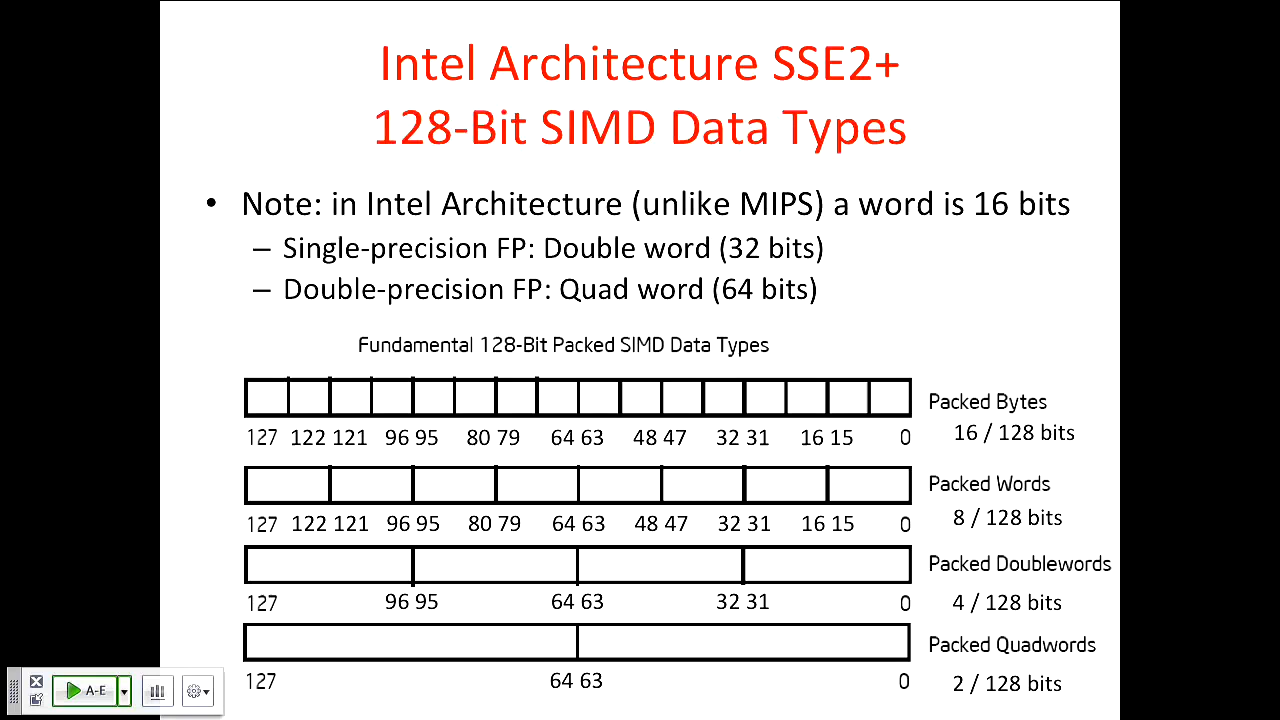 Intel Architecture SSE2+
128-Bit SIMD Data Types
• Note: in Intel Architecture (unlike MIPS) a word is 16 bits
– Single-precision FP: Double word (32 bits)
– Double-precision FP: Quad word (64 bits)
Fundamental 128-Bit Packed SIMD Data Types
Packed Bytes
127 122 121 96 95 80 79 64 63 48 47 32 31 16 15 0
16 / 128 bits
Packed Words
127 122 121 96 95 80 79 64 63 48 47 32 31 16 15 0
8 / 128 bits
Packed Doublewords
127 96 95 64 63 32 31 0
4 / 128 bits
Packed Quadwords
127 64 63 0
2 / 128 bits
A-E